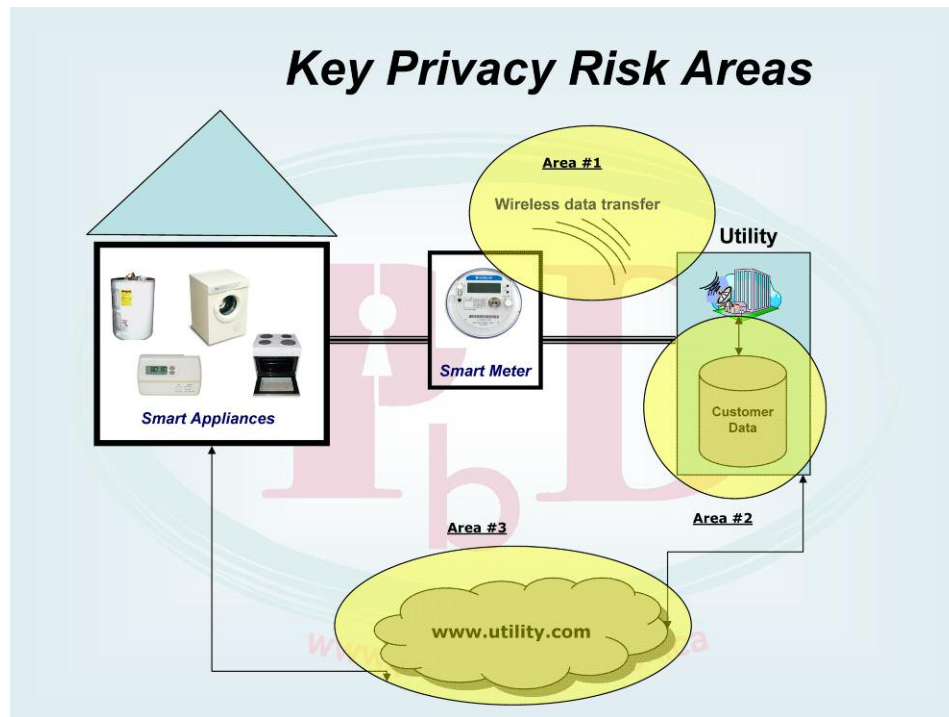 Key Privacy Risk Areas
Area #1
Wireless data transfer
Utility
Smart Meter
Smart Appliances
Customer
Data
Area #2
Area #3
www.utility.com
PbD